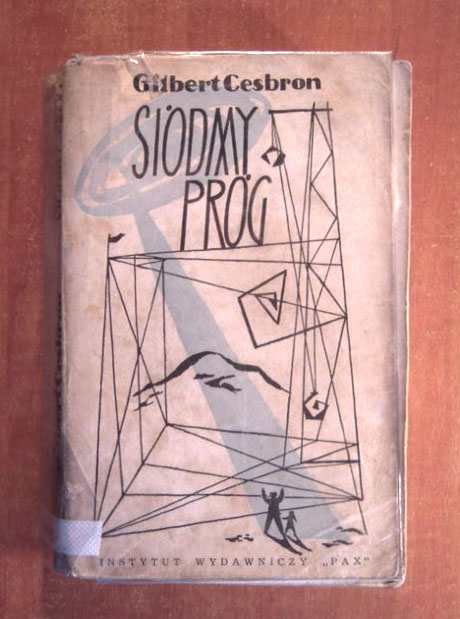 Gilbert Cesbron
SIÓDMY
PRÓG
INSTYTUT WYDAWNICZY „PAX"